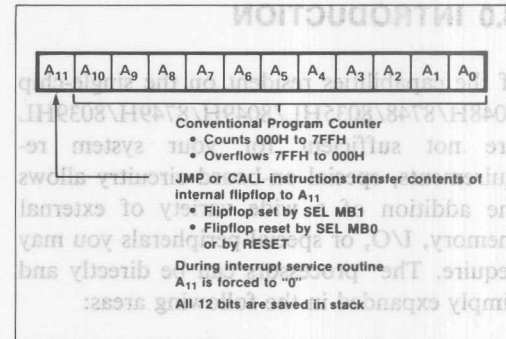 A11 A10 A9 A8 A7 A6 A5 A4 A3 A2 A1 A0
Conventional Program Counter
• Counts 000H to 7FFH
• Overflows 7FFH to 000H
JMP or CALL instructions transfer contents of
internal flipflop to A11
• Flipflop set by SEL MB1
• Flipflop reset by SEL MB0
or by RESET
During interrupt service routine
A11 is forced to "0"
All 12 bits are saved in stack